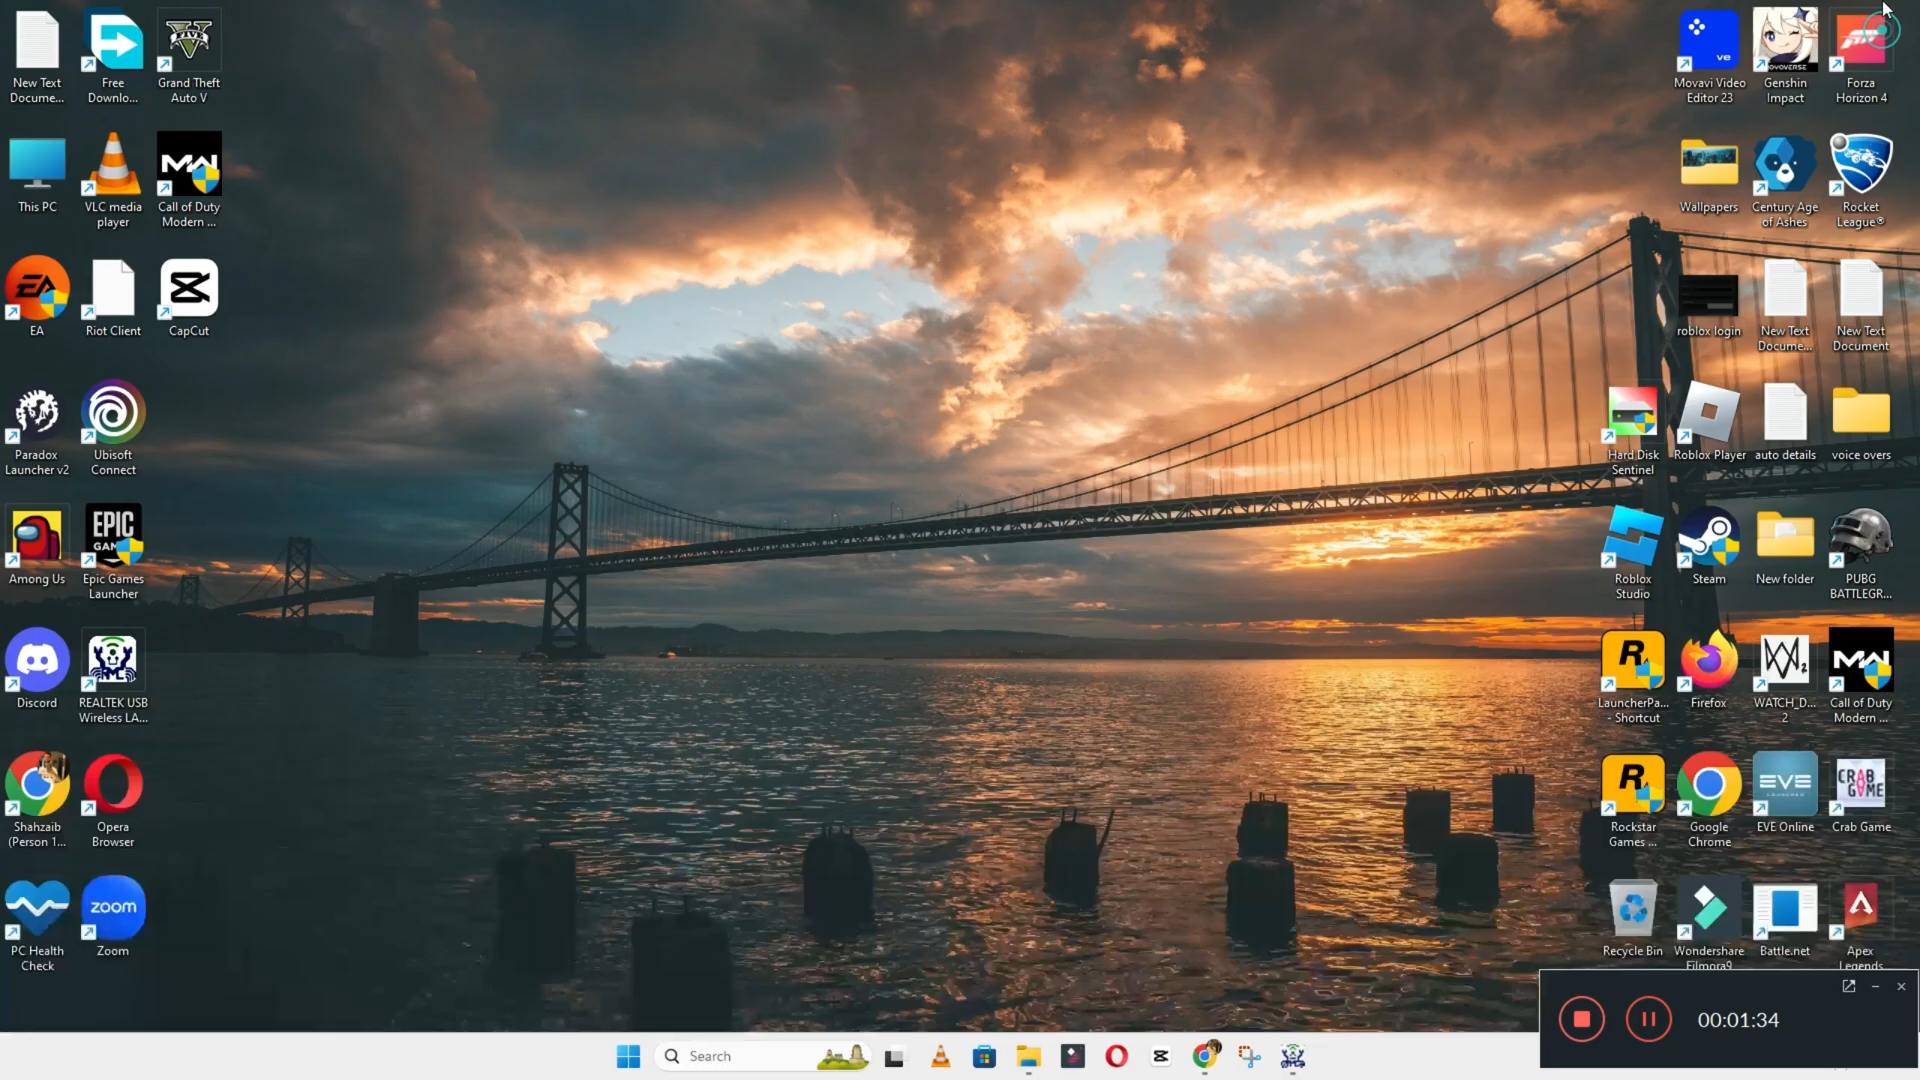 New Text
Docume...
Free
Downlo...
Grand Theft
Auto V
This PC
VLC media
player
Call of Duty
Modern ...
EA
Riot Client
CapCut
Paradox
Launcher v2
Ubisoft
Connect
Among Us
EPIC
Epic Games
Launcher
Discord
REALTEK USB
Wireless LA...
Shahzaib
(Person 1...
Opera
Browser
PC Health
Check
zoom
Zoom
ve
Movavi Video
Editor 23
Genshin
Impact
Forza
Horizon 4
Wallpapers
Century Age
of Ashes
Rocket
League®
roblox login
New Text
Docume...
New Text
Document
Hard Disk
Sentinel
Roblox Player
auto details
voice overs
Roblox
Studio
Steam
New folder
PUBG
BATTLEGR...
LauncherPa...
- Shortcut
Firefox
WATCH_D...
2
Call of Duty
Modern ...
Rockstar
Games ...
Google
Chrome
EVE
EVE Online
CRAB
GAME
Crab Game
Recycle Bin
Wondershare
Filmora9
Battle.net
Apex
Legends
00:01:34
Search